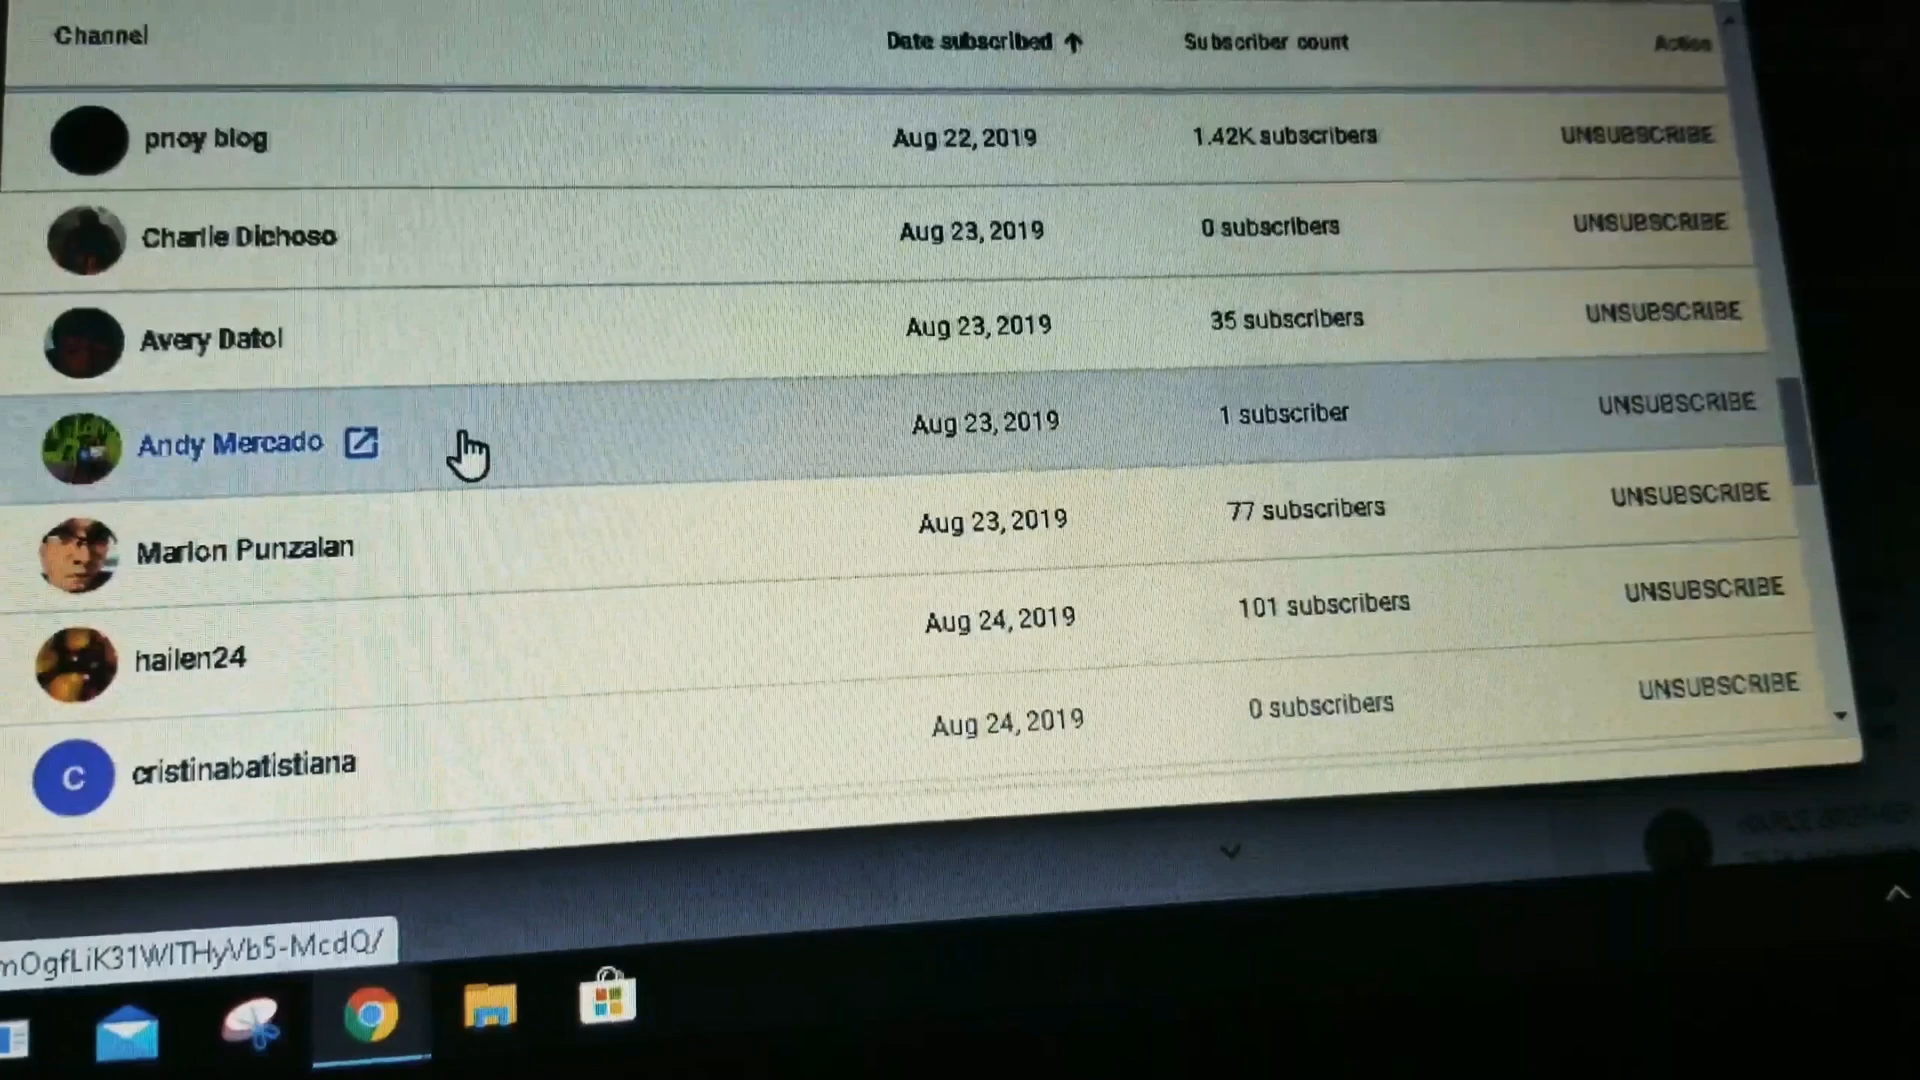 Channel Date subscribed ↑ Subscriber count Action
pnoy blog Aug 22, 2019 1.42K subscribers UNSUBSCRIBE
Charlie Dichoso Aug 23, 2019 0 subscribers UNSUBSCRIBE
Avery Datol Aug 23, 2019 35 subscribers UNSUBSCRIBE
Andy Mercado Aug 23, 2019 1 subscriber UNSUBSCRIBE
Marlon Punzalan Aug 23, 2019 77 subscribers UNSUBSCRIBE
hailen24 Aug 24, 2019 101 subscribers UNSUBSCRIBE
C cristinabatistiana Aug 24, 2019 0 subscribers UNSUBSCRIBE